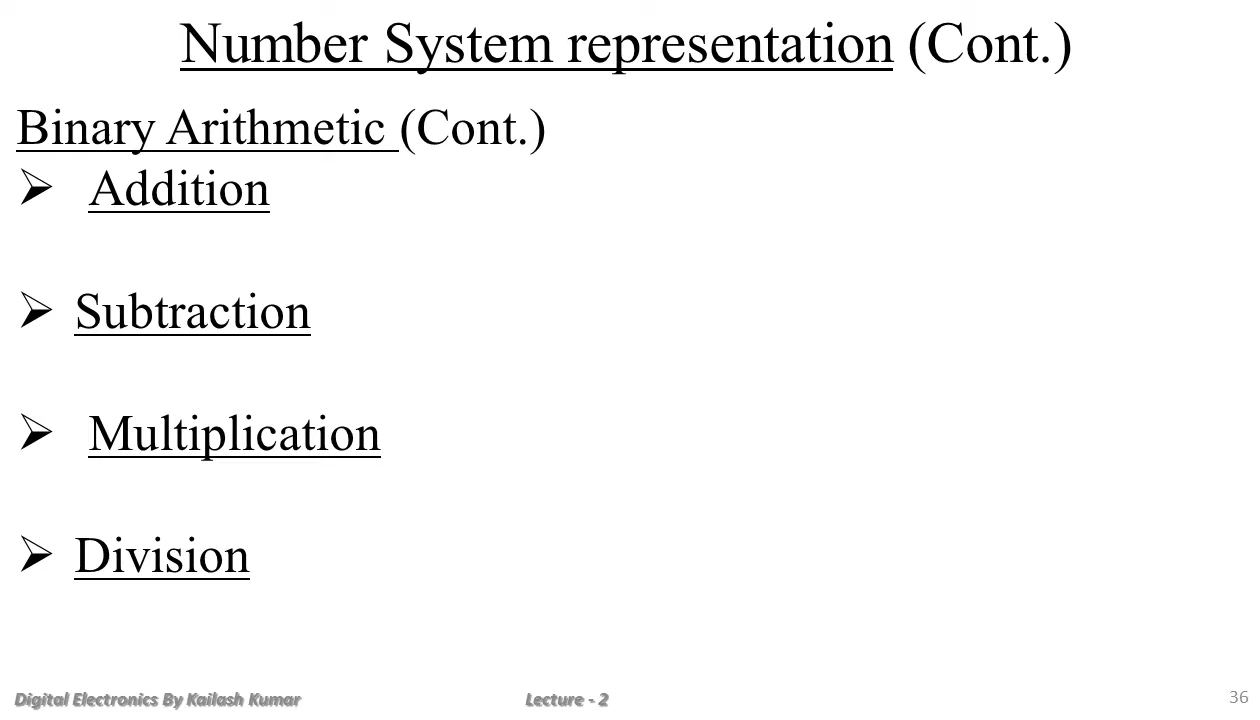 Number System representation (Cont.)
Binary Arithmetic (Cont.)
➢ Addition
➢ Subtraction
➢ Multiplication
➢ Division
Digital Electronics By Kailash Kumar Lecture - 2 36